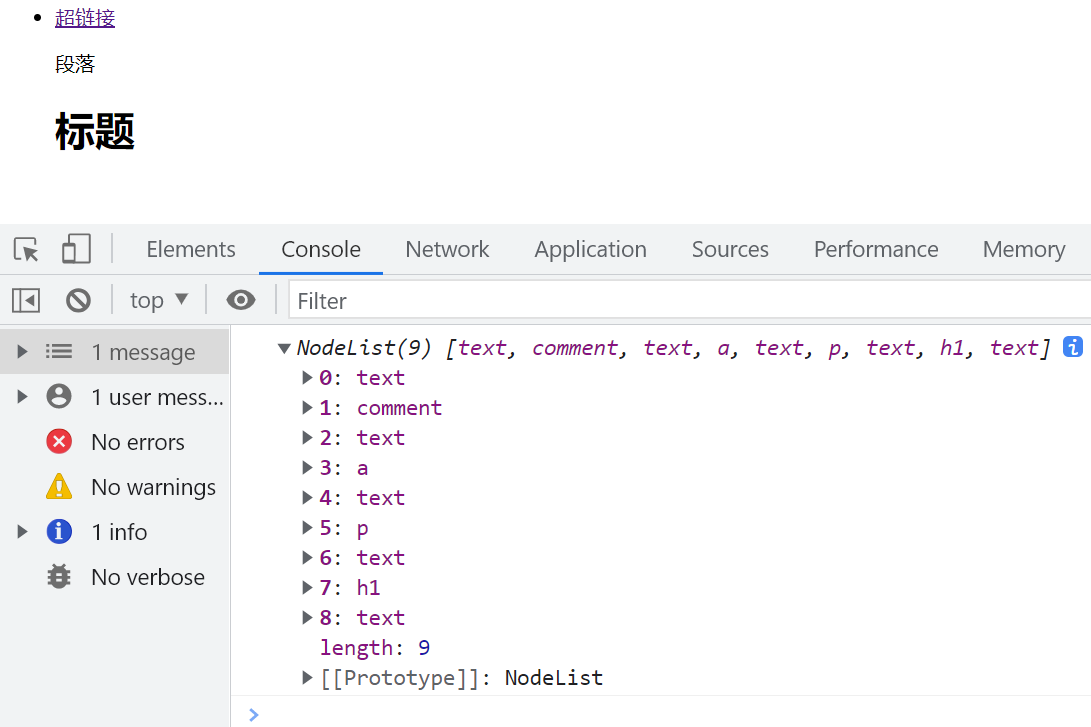 超链接
段落
标题
Elements Console Network Application Sources Performance Memory
top Filter
1 message
1 user mess...
No errors
No warnings
1 info
No verbose
NodeList(9) [text, comment, text, a, text, p, text, h1, text]
0: text
1: comment
2: text
3: a
4: text
5: p
6: text
7: h1
8: text
length: 9
[[Prototype]]: NodeList